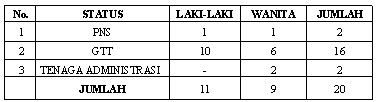 No. STATUS LAKI-LAKI WANITA JUMLAH
1 PNS 1 1 2
2 GTT 10 6 16
3 TENAGA ADMINISTRASI - 2 2
JUMLAH 11 9 20